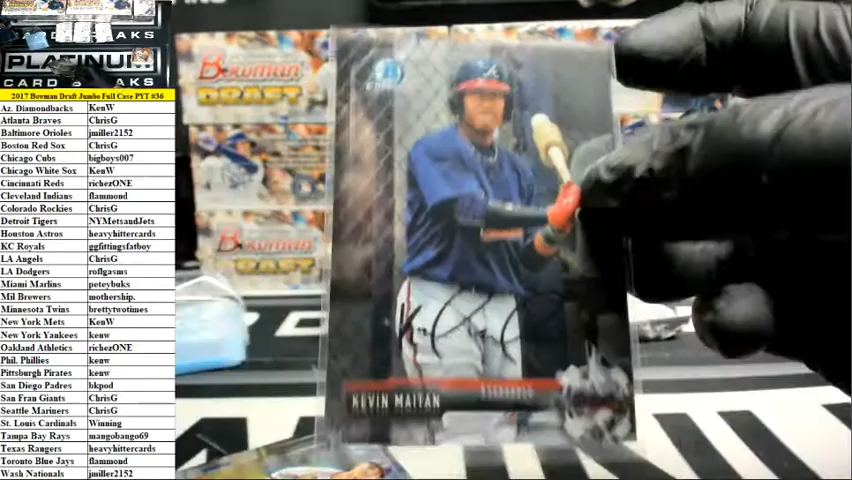 AKS
PLATINUM
CARD BREAKS
2017 Bowman Draft Jumbo Full Case PYT #36
Az. Diamondbacks KenW
Atlanta Braves ChrisG
Baltimore Orioles jmiller2152
Boston Red Sox ChrisG
Chicago Cubs bigboys007
Chicago White Sox KenW
Cincinati Reds richezONE
Cleveland Indians flammond
Colorado Rockies ChrisG
Detroit Tigers NYMetsandJets
Houston Astros heavyhittercards
KC Royals ggfittingsfatboy
LA Angels ChrisG
LA Dodgers roflgasms
Miami Marlins peteybuks
Mil Brewers mothership.
Minnesota Twins brettytwotimes
New York Mets KenW
New York Yankees kenw
Oakland Athletics richezONE
Phil. Phillies kenw
Pittsburgh Pirates kenw
San Diego Padres bkpod
San Fran Giants ChrisG
Seattle Mariners ChrisG
St. Louis Cardinals Winning
Tampa Bay Rays mangobango69
Texas Rangers heavyhittercards
Toronto Blue Jays flammond
Wash Nationals jmiller2152
Bowman
DRAFT
Bowman
DRAFT
A
KEVIN MAITAN